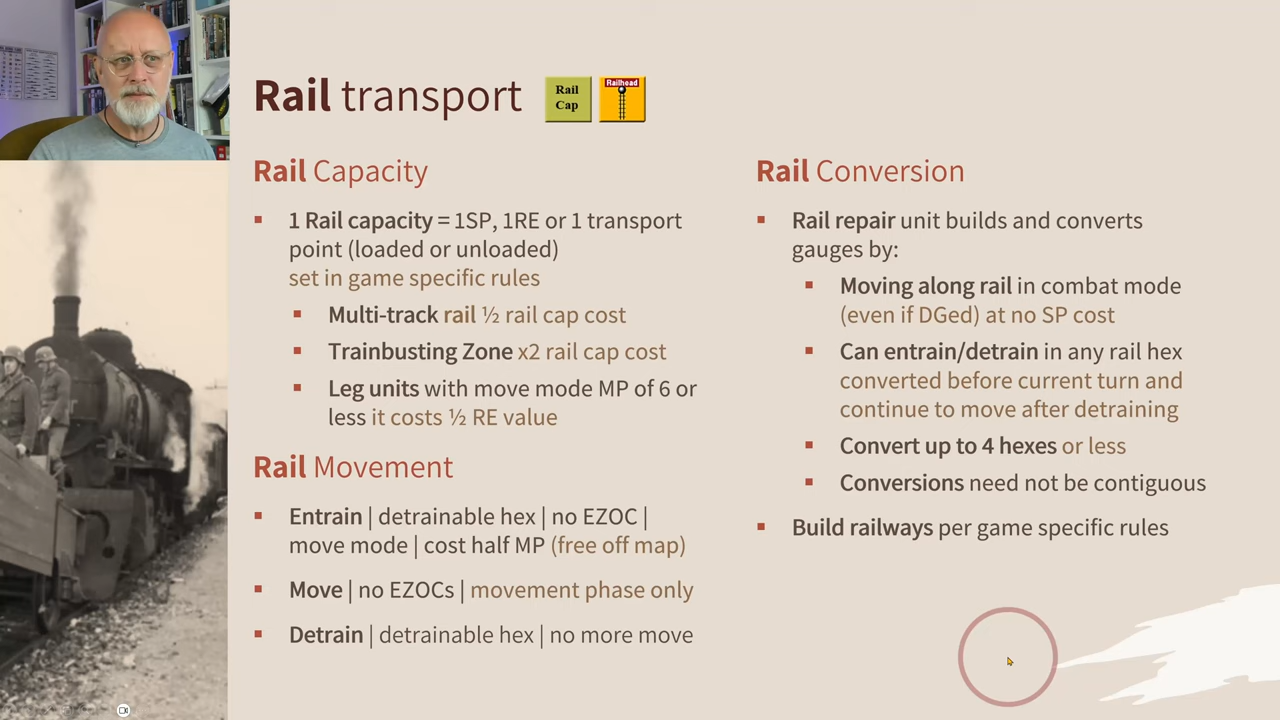 Rail transport
Rail
Cap
Railhead
Rail Capacity
1 Rail capacity = 1SP, 1RE or 1 transport
point (loaded or unloaded)
set in game specific rules
Multi-track rail ½ rail cap cost
Trainbusting Zone x2 rail cap cost
Leg units with move mode MP of 6 or
less it costs ½ RE value
Rail Movement
Entrain | detrainable hex | no EZOC |
move mode | cost half MP (free off map)
Move | no EZOCs | movement phase only
Detrain | detrainable hex | no more move
Rail Conversion
Rail repair unit builds and converts
gauges by:
Moving along rail in combat mode
(even if DGed) at no SP cost
Can entrain/detrain in any rail hex
converted before current turn and
continue to move after detraining
Convert up to 4 hexes or less
Conversions need not be contiguous
Build railways per game specific rules